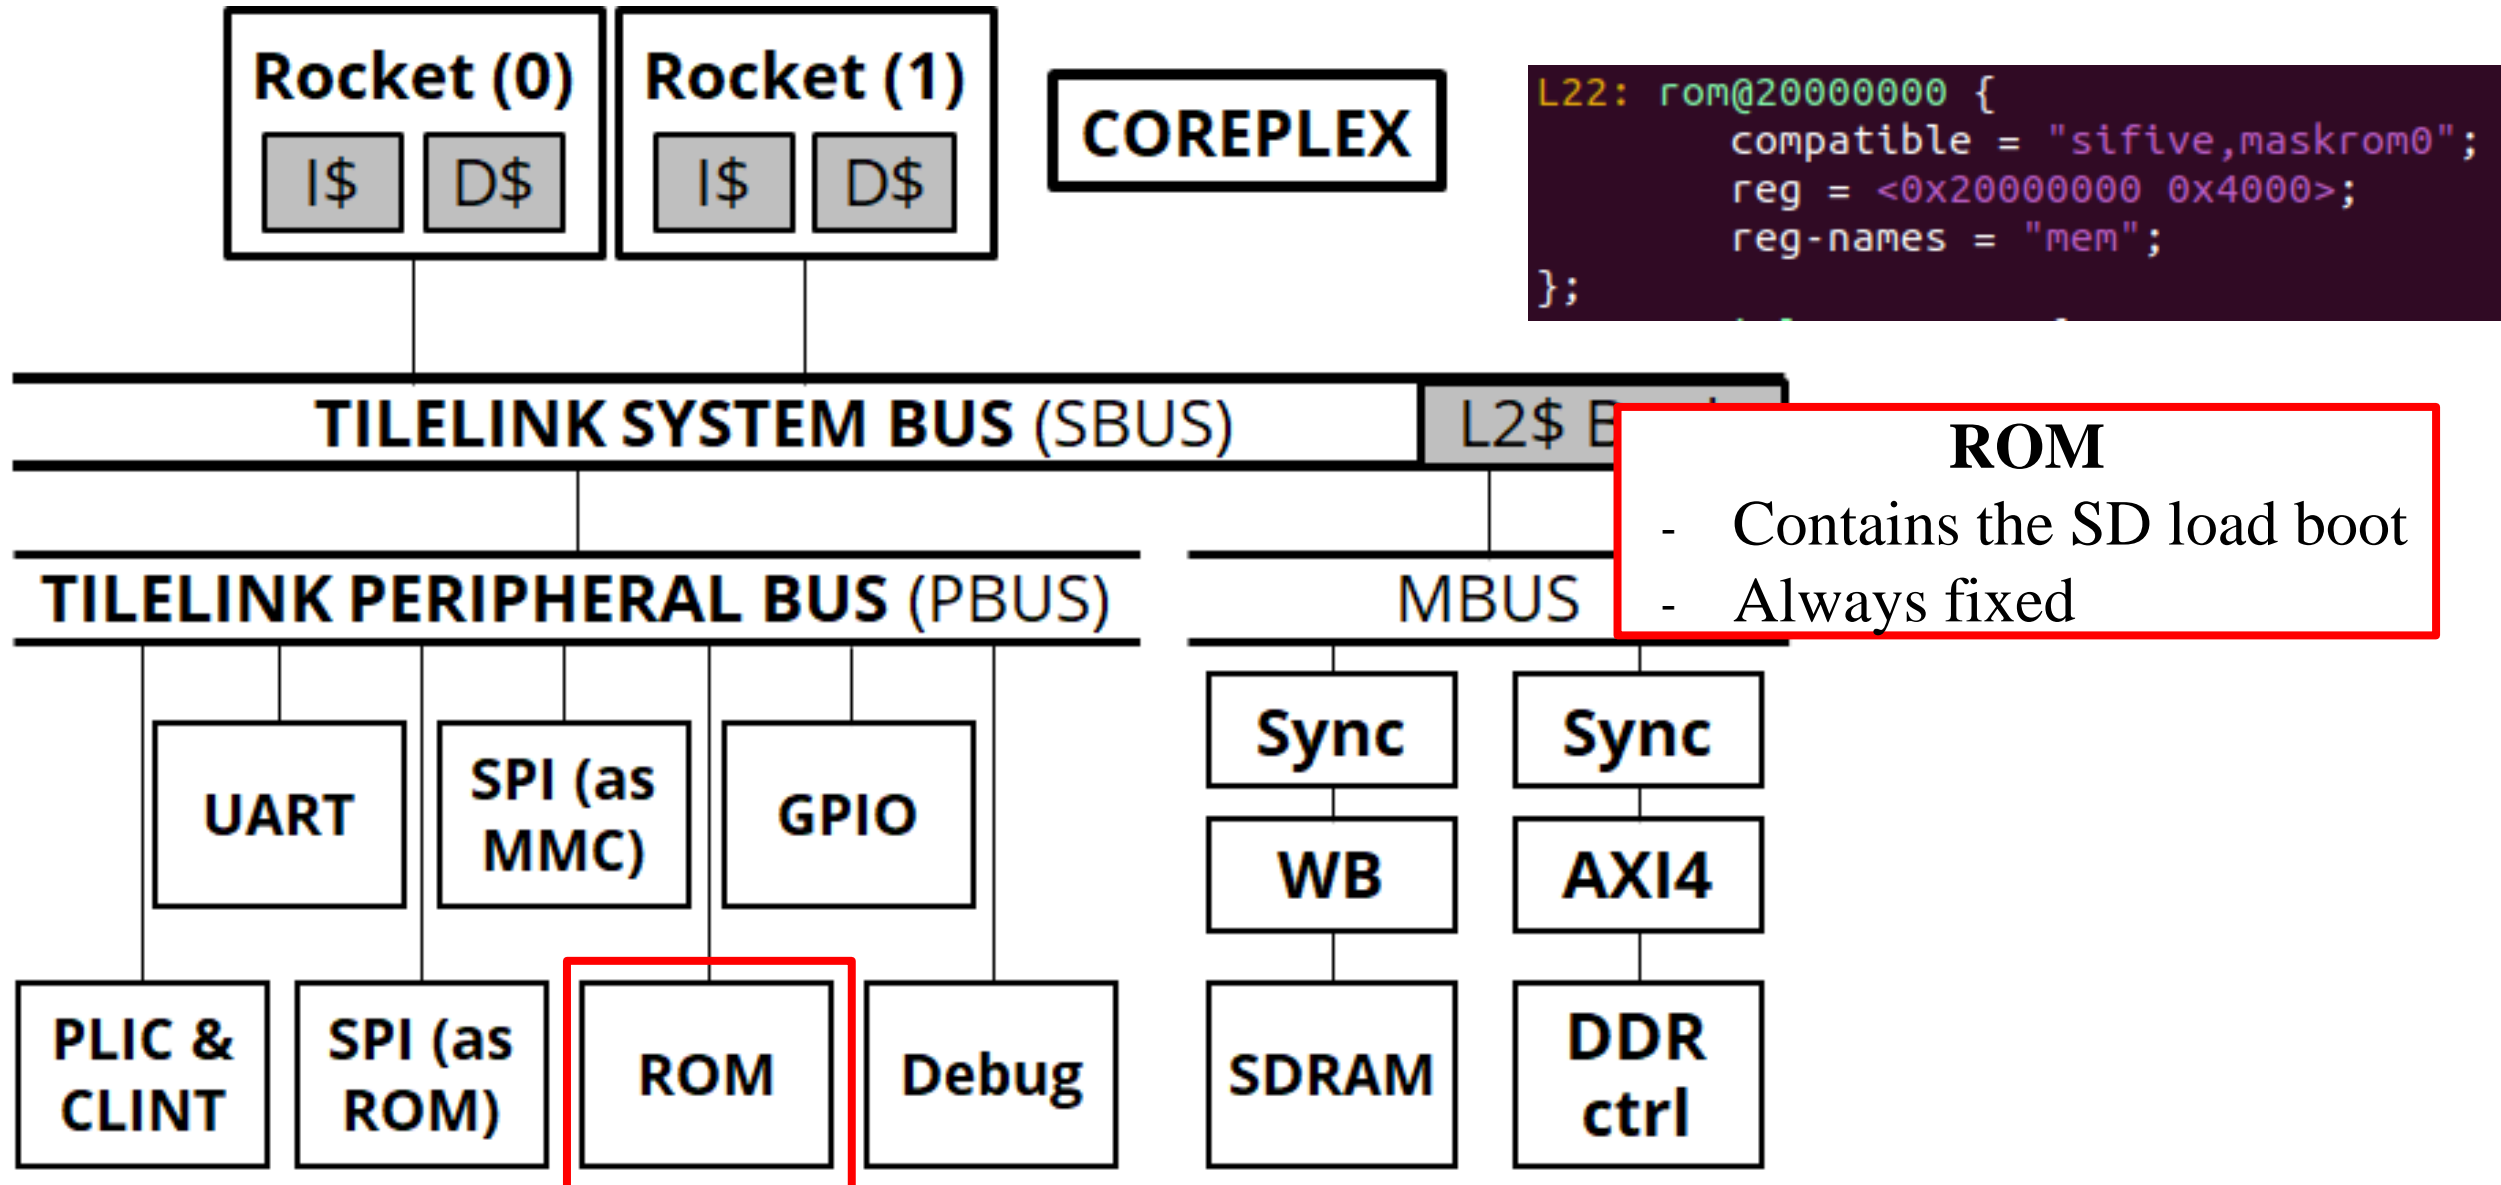 Rocket (0)
I$
D$
Rocket (1)
I$
D$
COREPLEX
L22: rom@20000000 {
compatible = "sifive,maskrom0";
reg = <0x20000000 0x4000>;
reg-names = "mem";
};
TILELINK SYSTEM BUS (SBUS)
L2$
ROM
- Contains the SD load boot
- Always fixed
TILELINK PERIPHERAL BUS (PBUS)
MBUS
UART
SPI (as
MMC)
GPIO
PLIC &
CLINT
SPI (as
ROM)
ROM
Debug
Sync
WB
SDRAM
Sync
AXI4
DDR
ctrl